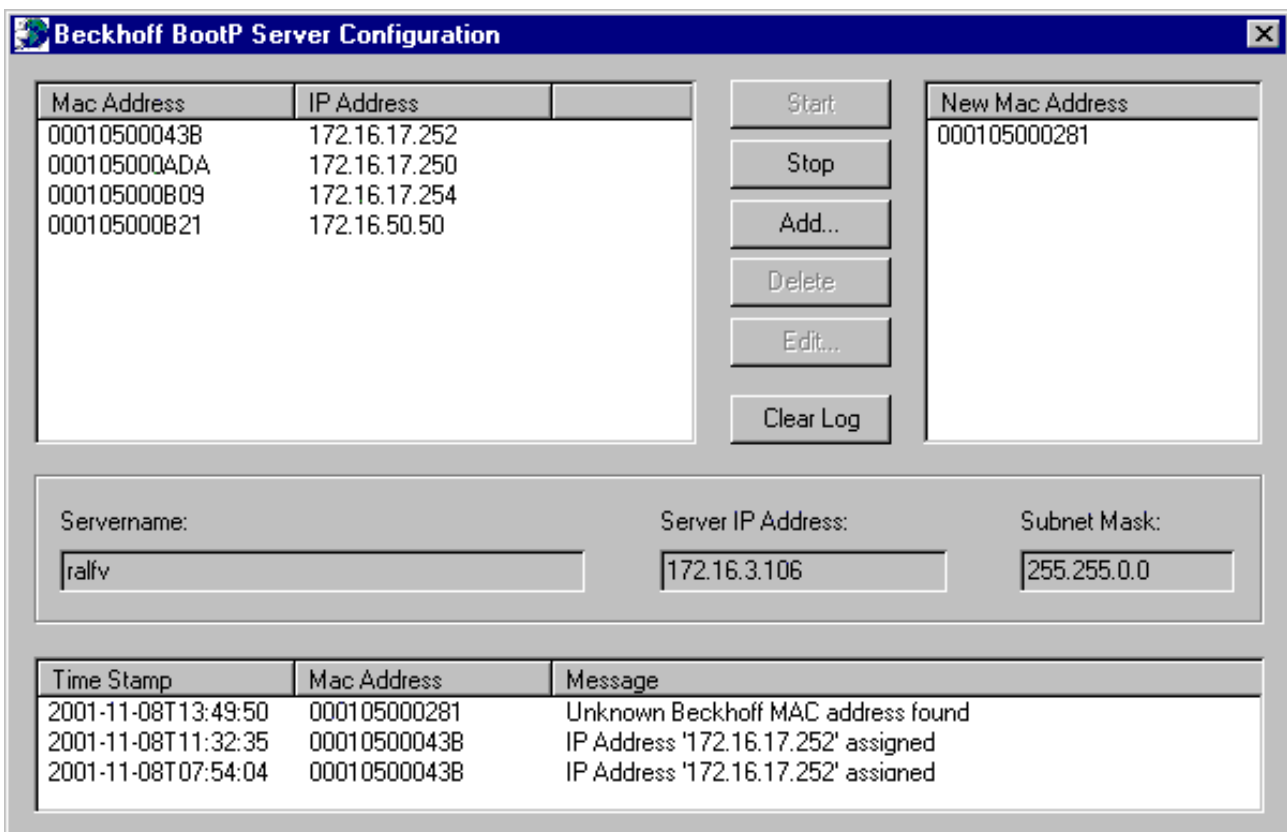 Beckhoff BootP Server Configuration
Mac Address IP Address
00010500043B 172.16.17.252
000105000ADA 172.16.17.250
000105000B09 172.16.17.254
000105000B21 172.16.50.50
Start
Stop
Add...
Delete
Edit...
Clear Log
New Mac Address
000105000281
Servername: Server IP Address: Subnet Mask:
ralfv 172.16.3.106 255.255.0.0
Time Stamp Mac Address Message
2001-11-08T13:49:50 000105000281 Unknown Beckhoff MAC address found
2001-11-08T11:32:35 00010500043B IP Address '172.16.17.252' assigned
2001-11-08T07:54:04 00010500043B IP Address '172.16.17.252' assigned